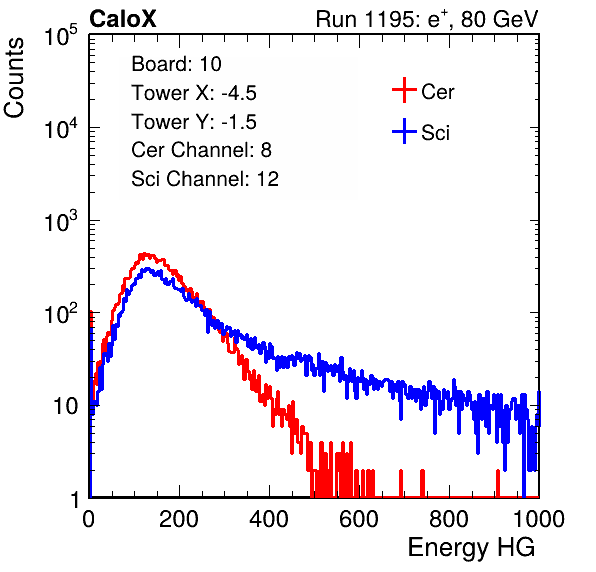 CaloX Run 1195: e⁺, 80 GeV
Counts
Board: 10
Tower X: -4.5
Tower Y: -1.5
Cer Channel: 8
Sci Channel: 12
Cer
Sci
10⁵
10⁴
10³
10²
10
1
0 200 400 600 800 1000
Energy HG